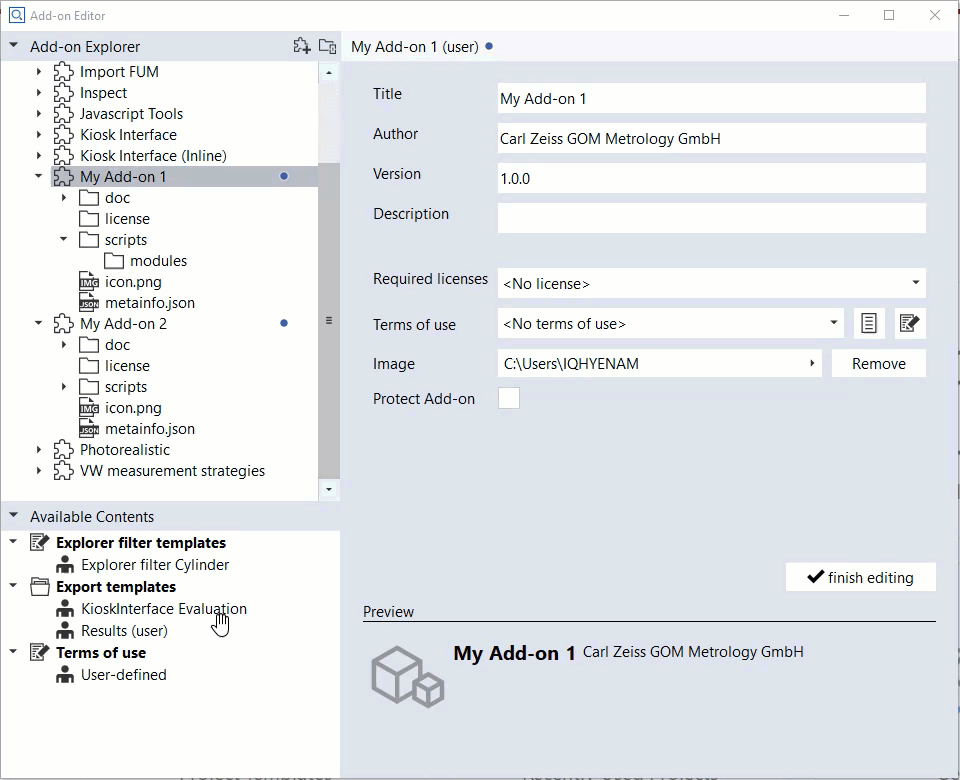 Add-on Editor
Add-on Explorer
Import FUM
Inspect
Javascript Tools
Kiosk Interface
Kiosk Interface (Inline)
My Add-on 1
doc
license
scripts
modules
IMG icon.png
JSON metainfo.json
My Add-on 2
doc
license
scripts
IMG icon.png
JSON metainfo.json
Photorealistic
VW measurement strategies
Available Contents
Explorer filter templates
Explorer filter Cylinder
Export templates
KioskInterface Evaluation
Results (user)
Terms of use
User-defined
My Add-on 1 (user)
Title
My Add-on 1
Author
Carl Zeiss GOM Metrology GmbH
Version
1.0.0
Description
Required licenses
<No license>
Terms of use
<No terms of use>
Image
C:\Users\IQHYENAM
Remove
Protect Add-on
finish editing
Preview
My Add-on 1 Carl Zeiss GOM Metrology GmbH